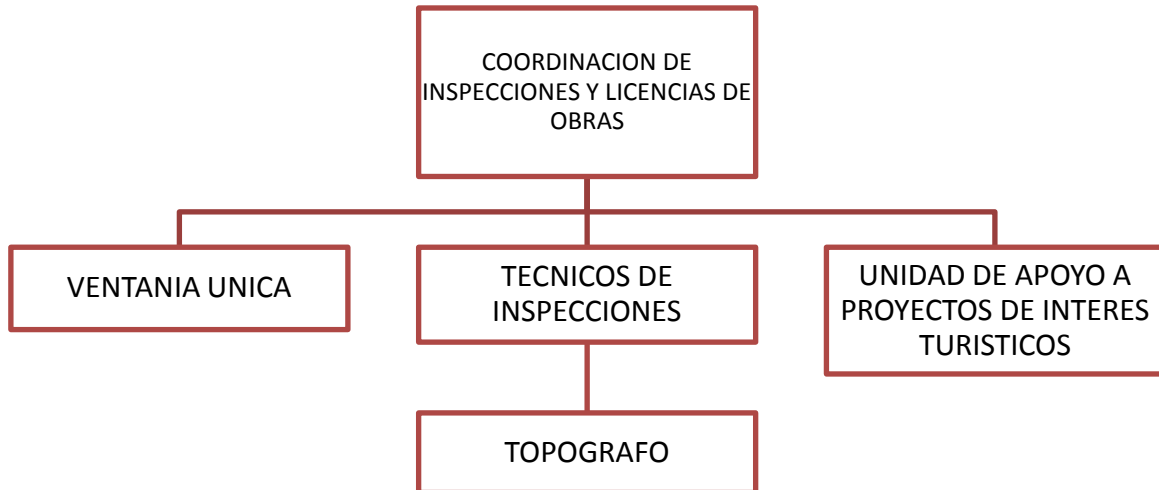 COORDINACION DE
INSPECCIONES Y LICENCIAS DE
OBRAS
VENTANIA UNICA
TECNICOS DE
INSPECCIONES
UNIDAD DE APOYO A
PROYECTOS DE INTERES
TURISTICOS
TOPOGRAFO